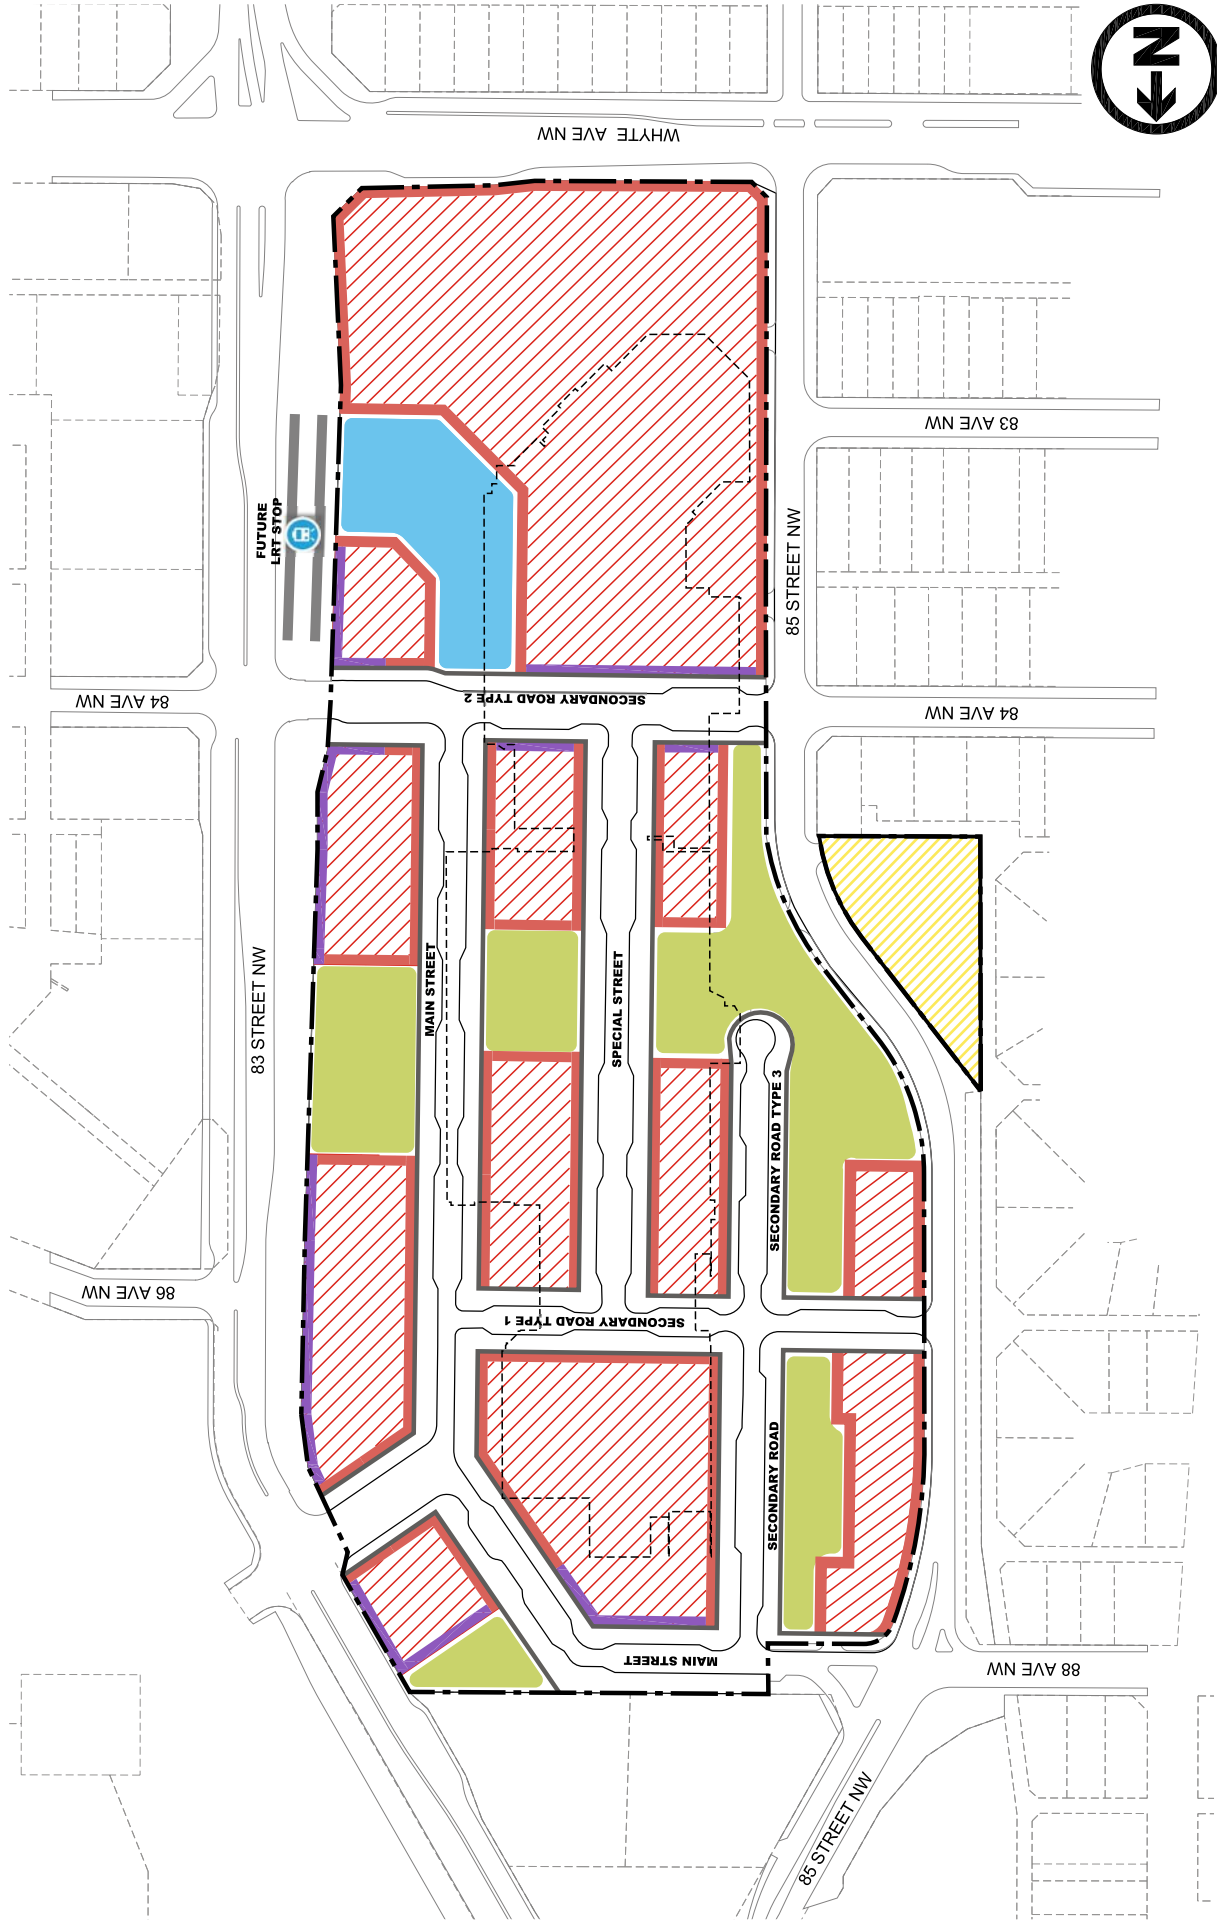 N
WHYTE AVE NW
83 AVE NW
FUTURE
LRT STOP
85 STREET NW
84 AVE NW
SECONDARY ROAD TYPE 2
84 AVE NW
83 STREET NW
MAIN STREET
SPECIAL STREET
SECONDARY ROAD TYPE 3
86 AVE NW
SECONDARY ROAD TYPE 1
SECONDARY ROAD
MAIN STREET
88 AVE NW
85 STREET NW